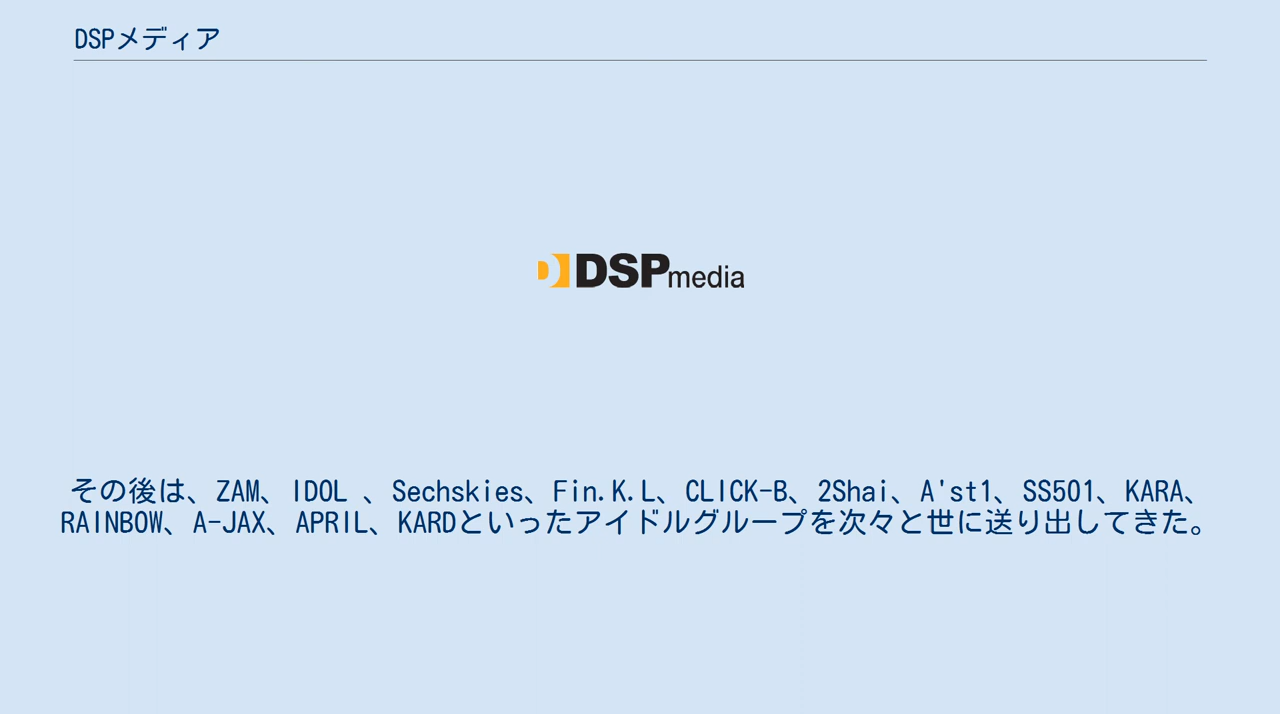 DSPメディア
DSPmedia
その後は、ZAM、IDOL 、Sechskies、Fin.K.L、CLICK-B、2Shai、A'st1、SS501、KARA、
RAINBOW、A-JAX、APRIL、KARDといったアイドルグループを次々と世に送り出してきた。